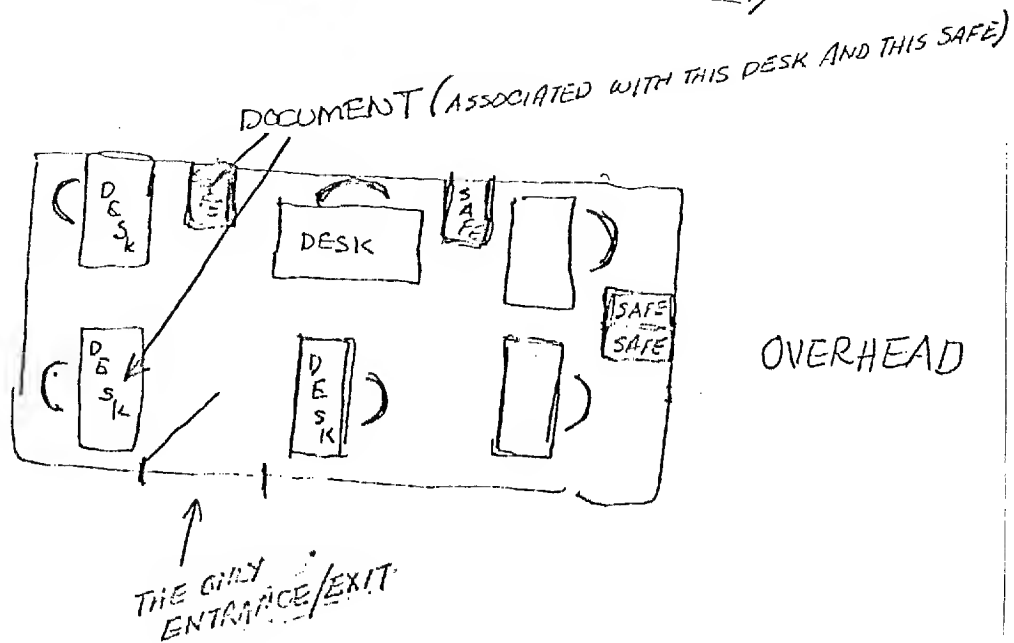 DOCUMENT (ASSOCIATED WITH THIS DESK AND THIS SAFE)
DESK
DESK
SAFE
SAFE
SAFE
DESK
DESK
OVERHEAD
THE ONLY
ENTRANCE/EXIT